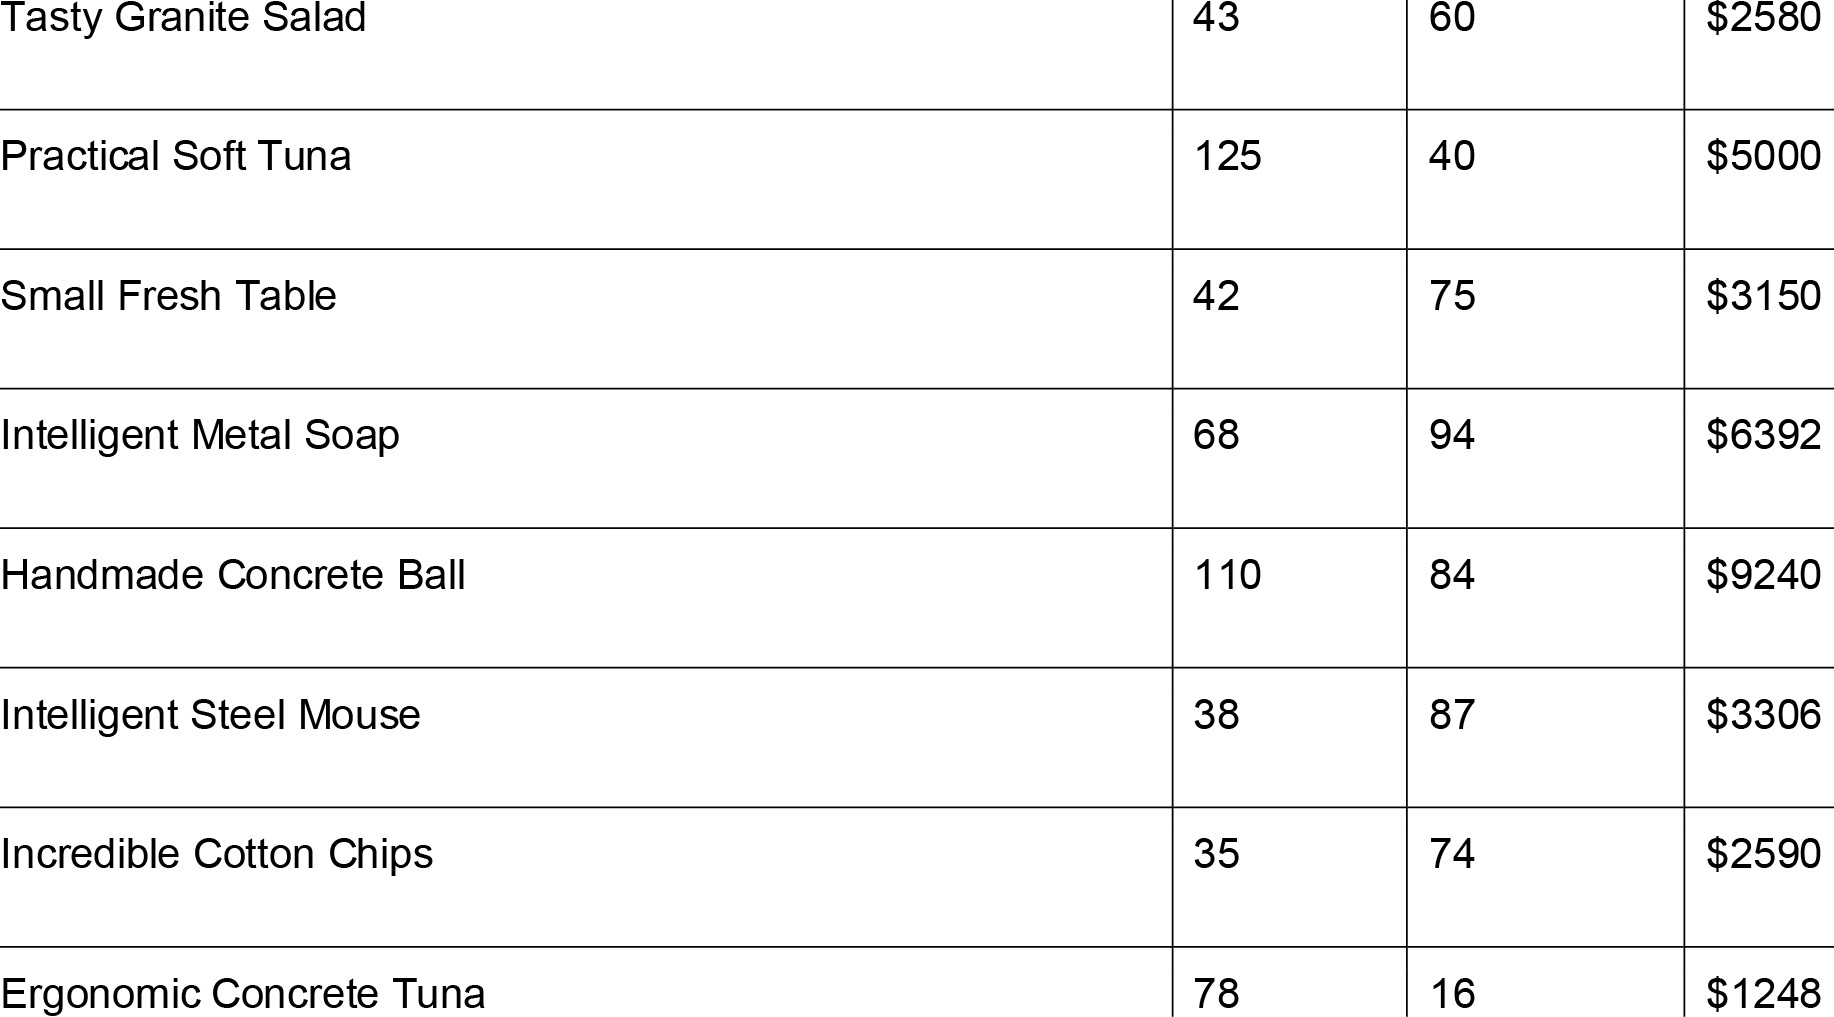 Tasty Granite Salad 43 60 $2580
Practical Soft Tuna 125 40 $5000
Small Fresh Table 42 75 $3150
Intelligent Metal Soap 68 94 $6392
Handmade Concrete Ball 110 84 $9240
Intelligent Steel Mouse 38 87 $3306
Incredible Cotton Chips 35 74 $2590
Ergonomic Concrete Tuna 78 16 $1248